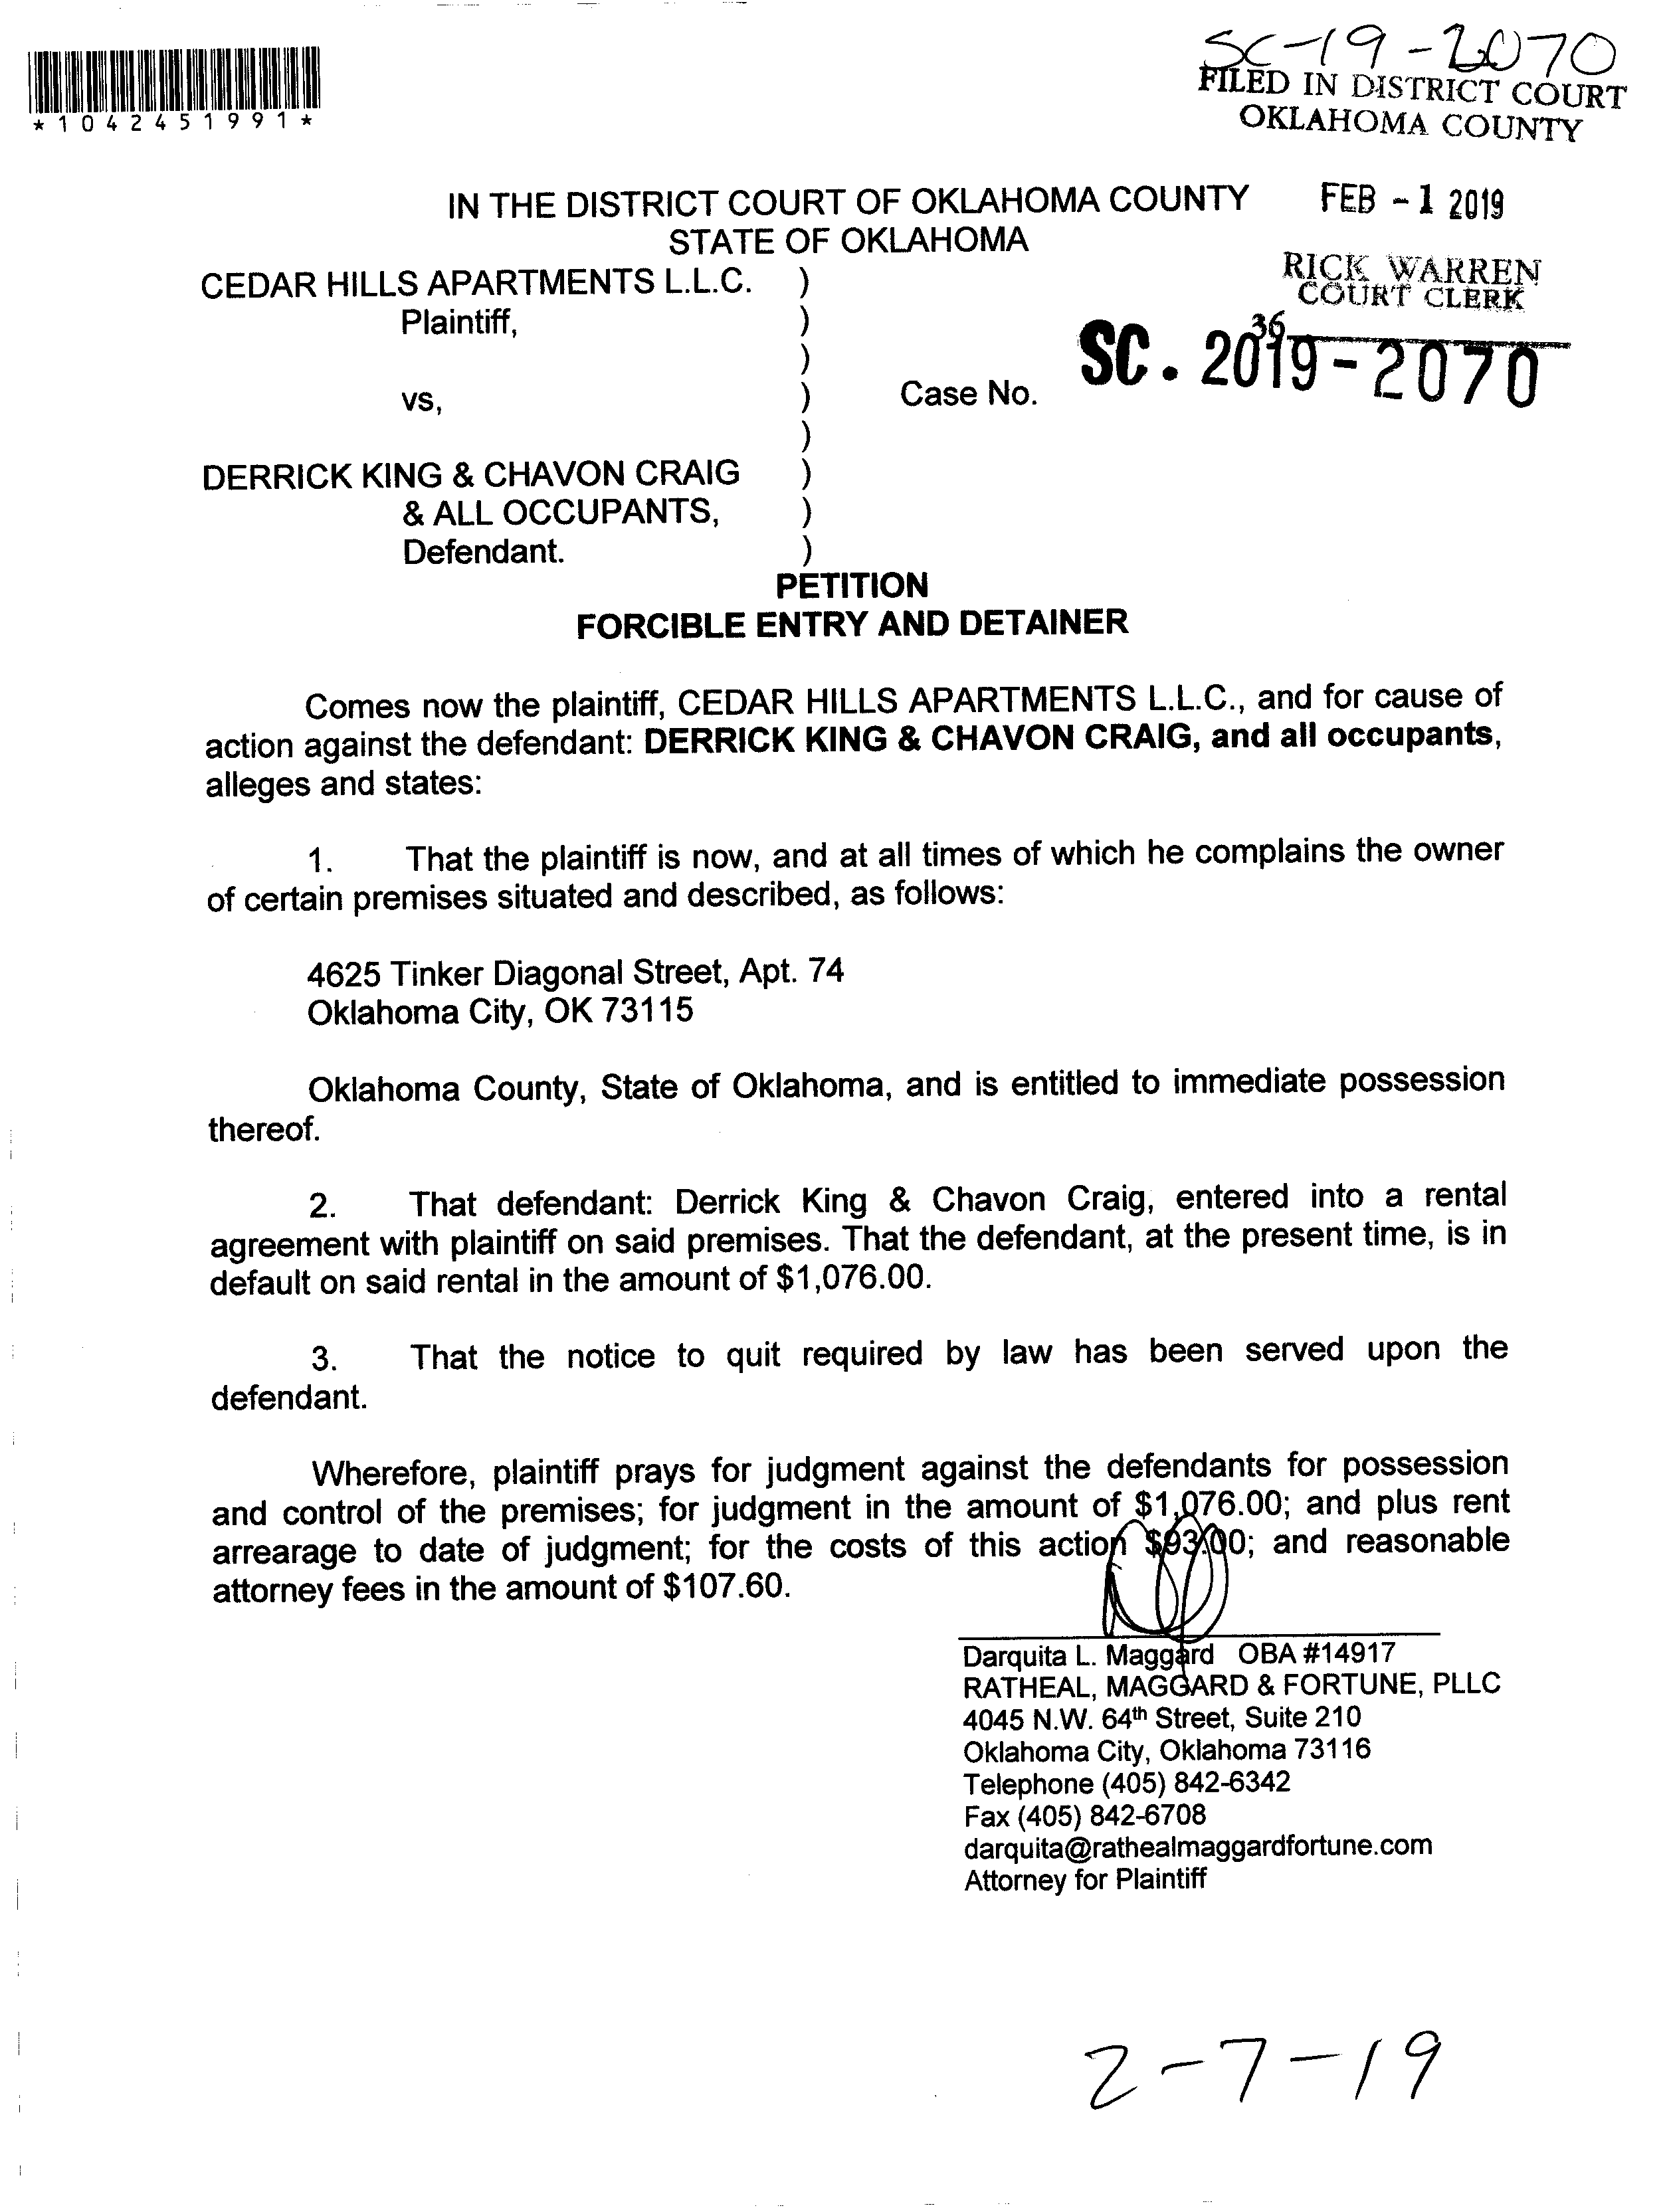 SC-19-2070
FILED IN DISTRICT COURT
OKLAHOMA COUNTY
*1042451991*
FEB - 1 2019
RICK WARREN
COURT CLERK
36
IN THE DISTRICT COURT OF OKLAHOMA COUNTY
STATE OF OKLAHOMA
CEDAR HILLS APARTMENTS L.L.C. )
Plaintiff, )
)
vs, ) Case No. SC. 2019-2070
)
DERRICK KING & CHAVON CRAIG )
& ALL OCCUPANTS, )
Defendant. )
PETITION
FORCIBLE ENTRY AND DETAINER
Comes now the plaintiff, CEDAR HILLS APARTMENTS L.L.C., and for cause of
action against the defendant: DERRICK KING & CHAVON CRAIG, and all occupants,
alleges and states:
1. That the plaintiff is now, and at all times of which he complains the owner
of certain premises situated and described, as follows:
4625 Tinker Diagonal Street, Apt. 74
Oklahoma City, OK 73115
Oklahoma County, State of Oklahoma, and is entitled to immediate possession
thereof.
2. That defendant: Derrick King & Chavon Craig, entered into a rental
agreement with plaintiff on said premises. That the defendant, at the present time, is in
default on said rental in the amount of $1,076.00.
3. That the notice to quit required by law has been served upon the
defendant.
Wherefore, plaintiff prays for judgment against the defendants for possession
and control of the premises; for judgment in the amount of $1,076.00; and plus rent
arrearage to date of judgment; for the costs of this action $93.00; and reasonable
attorney fees in the amount of $107.60.
Darquita L. Maggard OBA #14917
RATHEAL, MAGGARD & FORTUNE, PLLC
4045 N.W. 64th Street, Suite 210
Oklahoma City, Oklahoma 73116
Telephone (405) 842-6342
Fax (405) 842-6708
darquita@rathealmaggardfortune.com
Attorney for Plaintiff
2-7-19